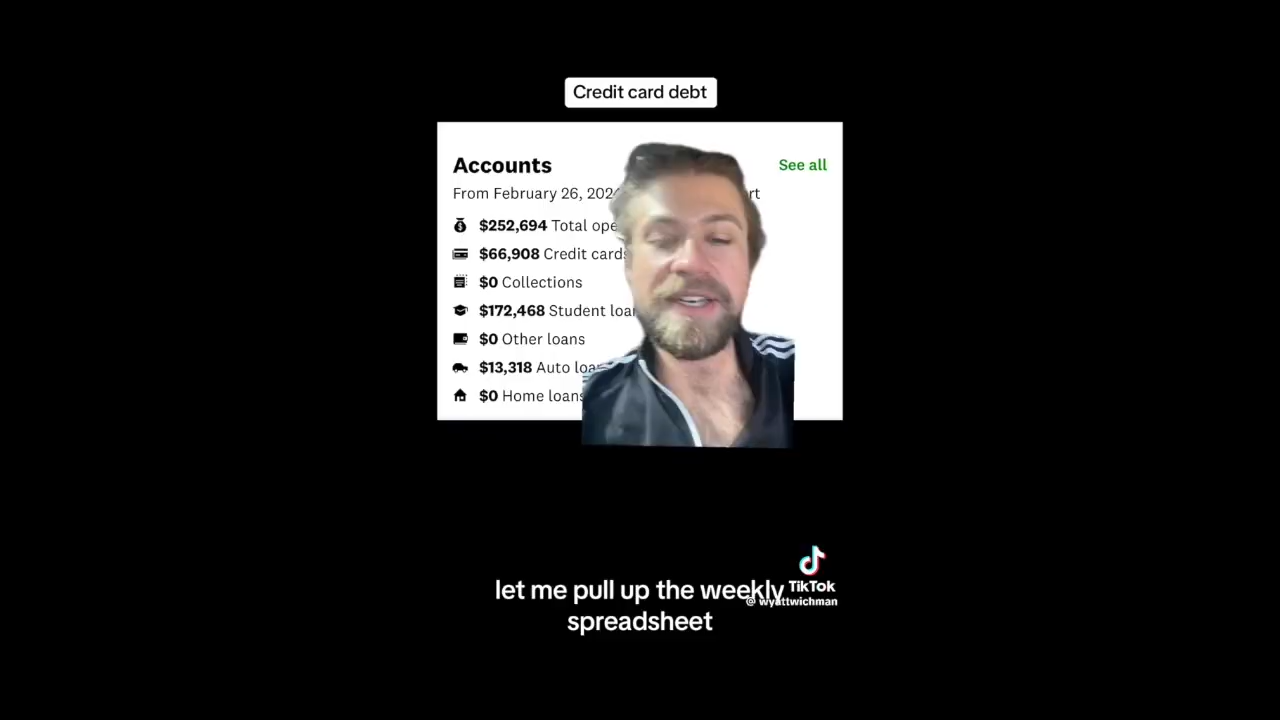 Credit card debt
Accounts
See all
From February 26, 202
$252,694 Total ope
$66,908 Credit cards
$0 Collections
$172,468 Student loa
$0 Other loans
$13,318 Auto loa
$0 Home loans
let me pull up the weekly
spreadsheet
TikTok
@ wyattwichman